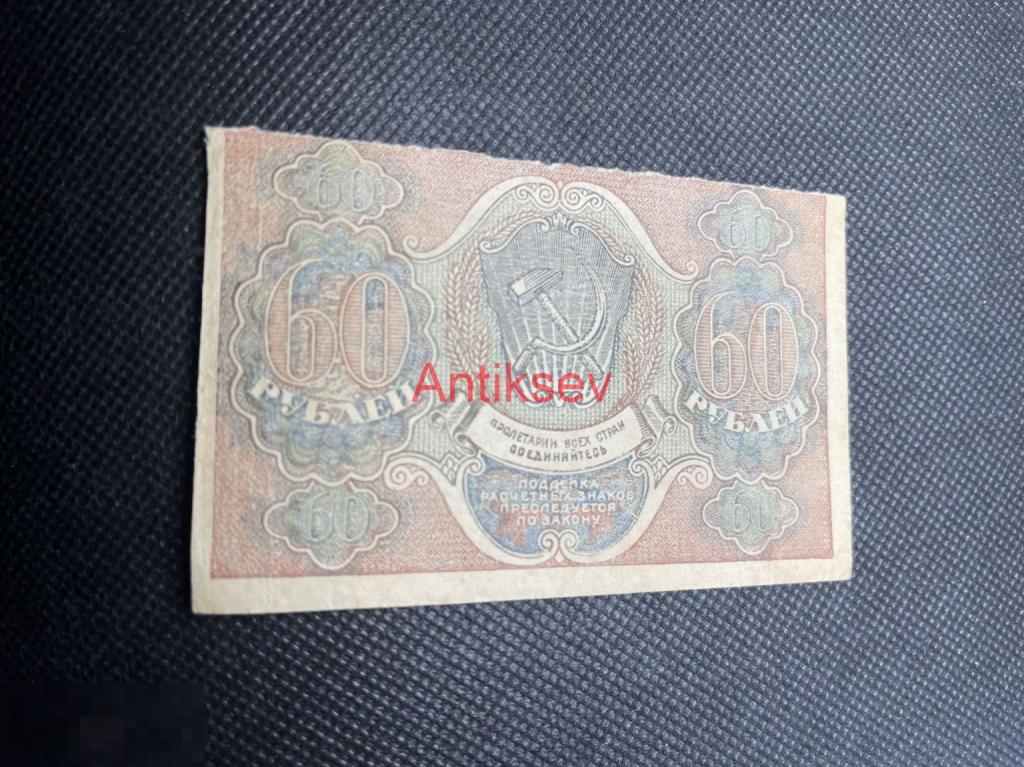 60
60
60
РУБЛЕЙ
60
РУБЛЕЙ
Antiksev
ПРОЛЕТАРИИ ВСЕХ СТРАН
СОЕДИНЯЙТЕСЬ
ПОДДЕЛКА
РАСЧЕТНЫХ ЗНАКОВ
ПРЕСЛЕДУЕТСЯ
ПО ЗАКОНУ
60
60